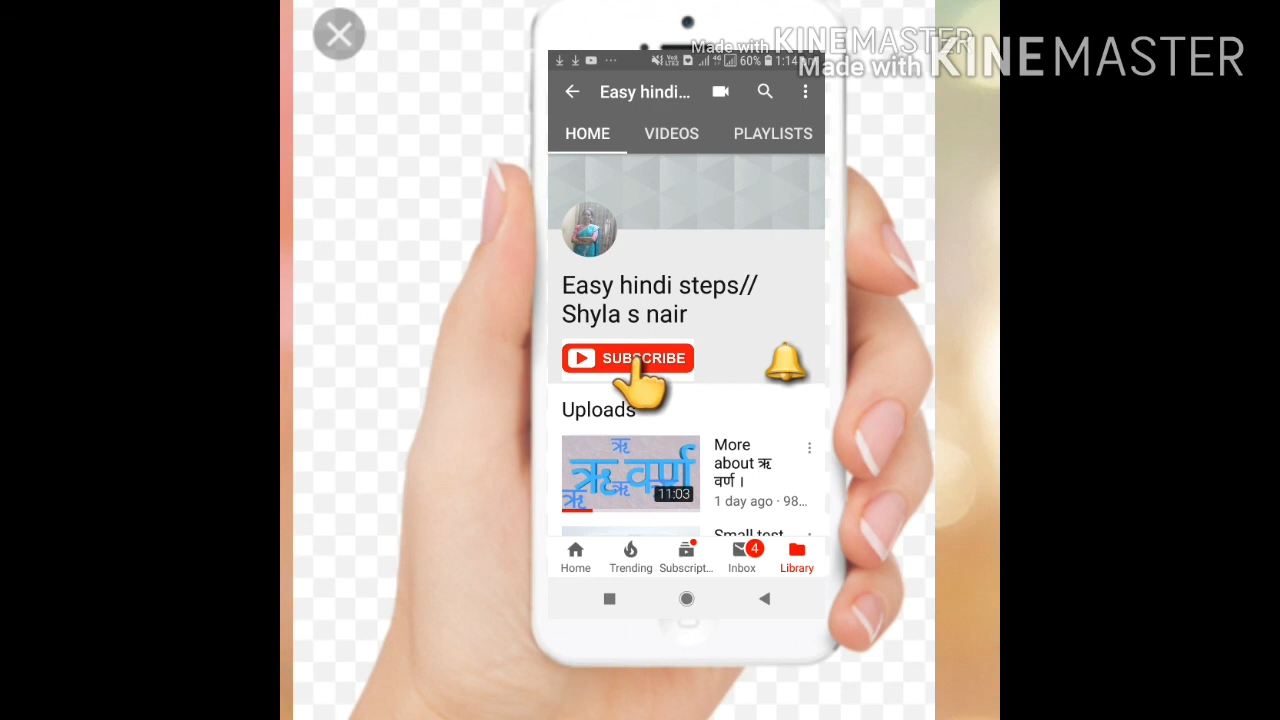 Made with KINEMASTER
Made with KINEMASTER
60% 1:14
Easy hindi...
HOME VIDEOS PLAYLISTS
Easy hindi steps//
Shyla s nair
SUBSCRIBE
Uploads
ऋ
ऋ वर्ण
ऋ
ऋ
11:03
More
about ऋ
वर्ण ।
1 day ago · 98...
Small test
Home Trending Subscript... Inbox 4 Library